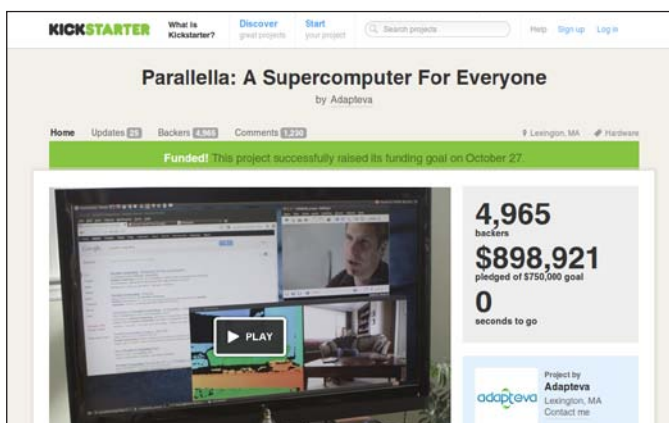 KICKSTARTER
What is
Kickstarter?
Discover
great projects
Start
your project
Search projects
Help Sign up Log in
Parallella: A Supercomputer For Everyone
by Adapteva
Home Updates 25 Backers 4,965 Comments 1,230
Lexington, MA Hardware
Funded! This project successfully raised its funding goal on October 27.
Google
PLAY
4,965
backers
$898,921
pledged of $750,000 goal
0
seconds to go
adapteva
Project by
Adapteva
Lexington, MA
Contact me